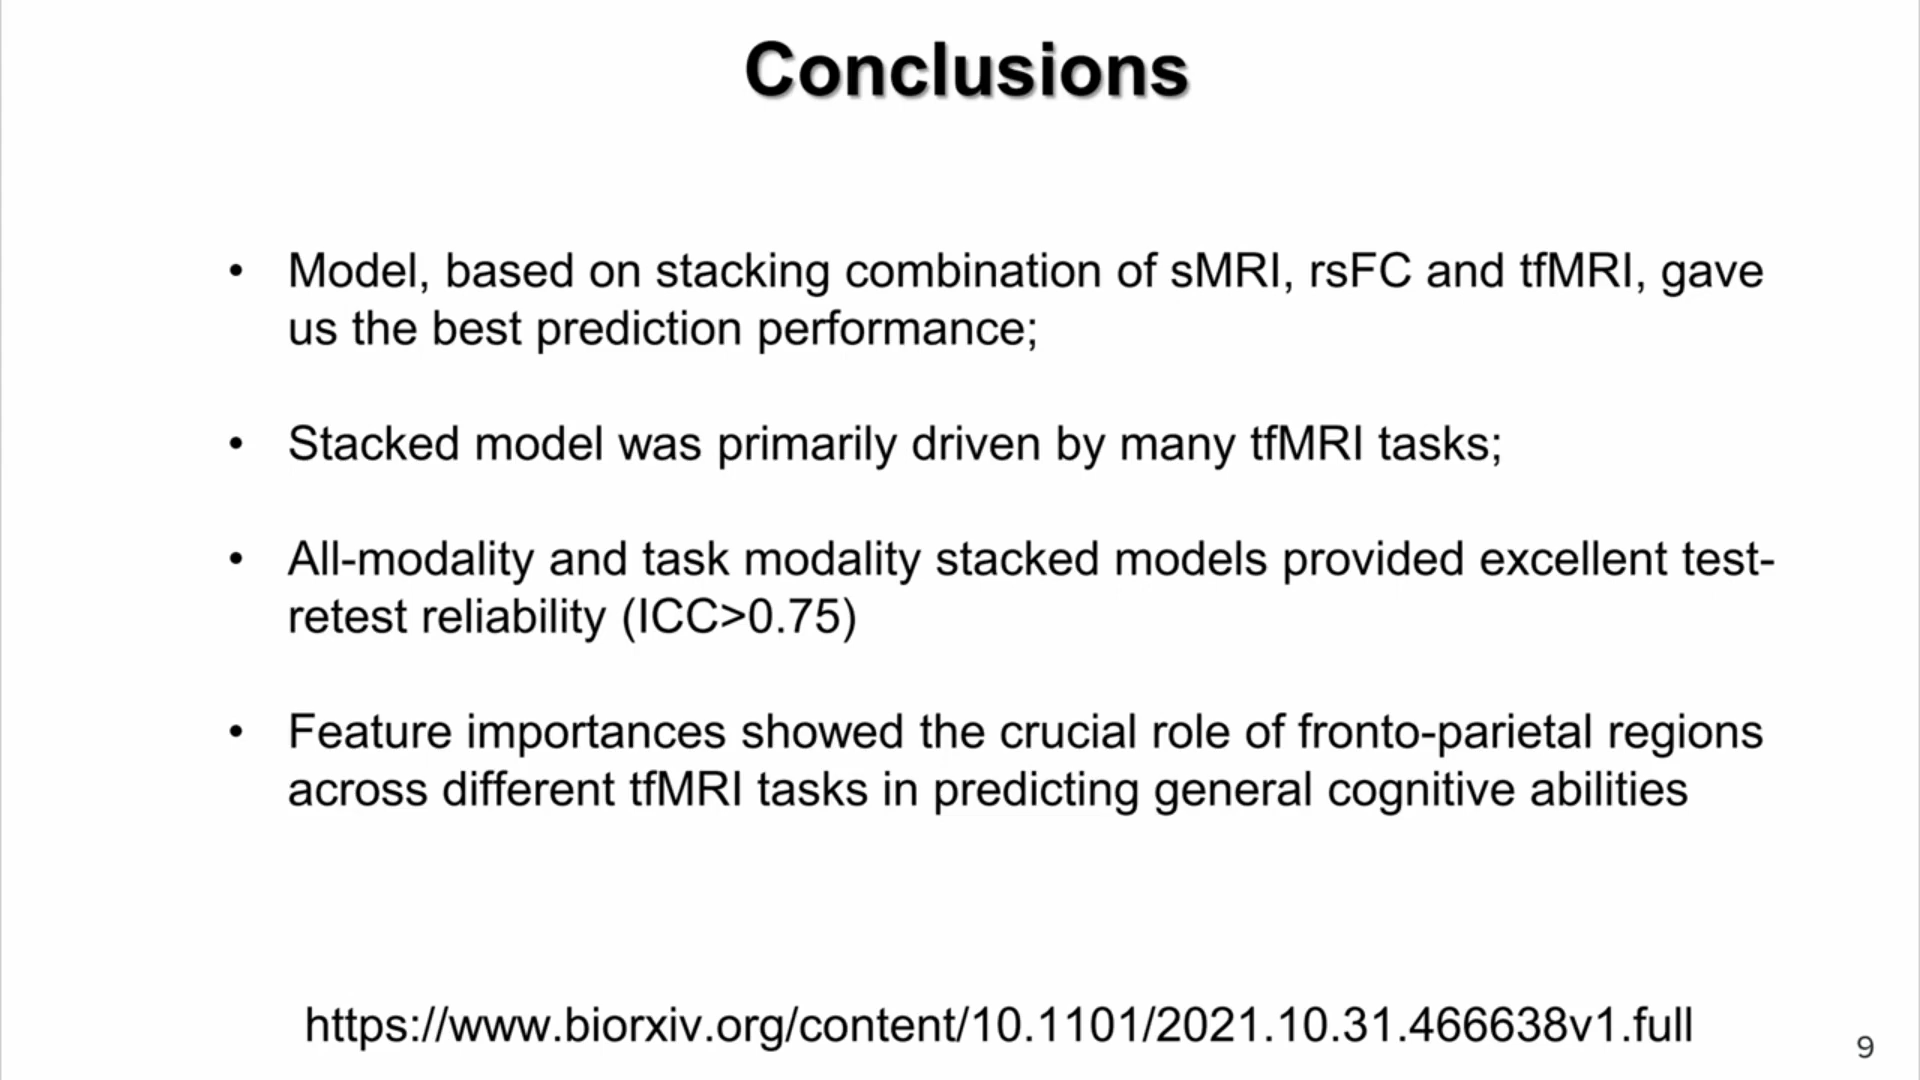 Conclusions
• Model, based on stacking combination of sMRI, rsFC and tfMRI, gave
us the best prediction performance;
• Stacked model was primarily driven by many tfMRI tasks;
• All-modality and task modality stacked models provided excellent test-
retest reliability (ICC>0.75)
• Feature importances showed the crucial role of fronto-parietal regions
across different tfMRI tasks in predicting general cognitive abilities
https://www.biorxiv.org/content/10.1101/2021.10.31.466638v1.full
9